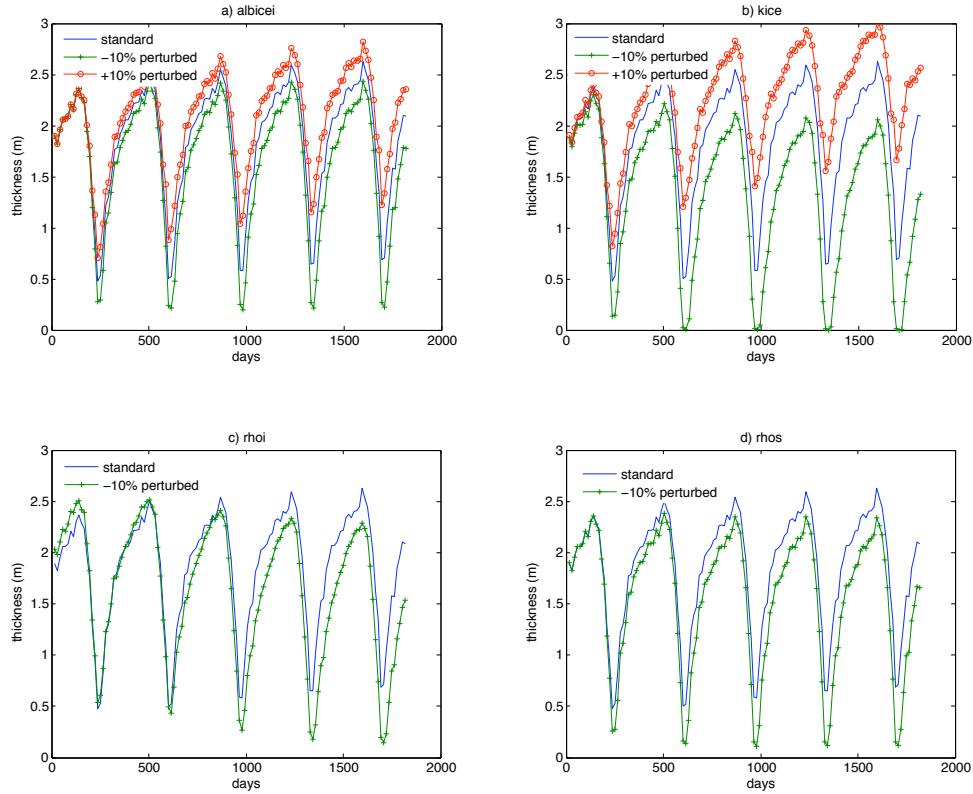 a) albicei
standard
−10% perturbed
+10% perturbed
thickness (m)
3
2.5
2
1.5
1
0.5
0
0
500
1000
1500
2000
days
b) kice
standard
−10% perturbed
+10% perturbed
thickness (m)
3
2.5
2
1.5
1
0.5
0
0
500
1000
1500
2000
days
c) rhoi
standard
−10% perturbed
thickness (m)
3
2.5
2
1.5
1
0.5
0
0
500
1000
1500
2000
days
d) rhos
standard
−10% perturbed
thickness (m)
3
2.5
2
1.5
1
0.5
0
0
500
1000
1500
2000
days